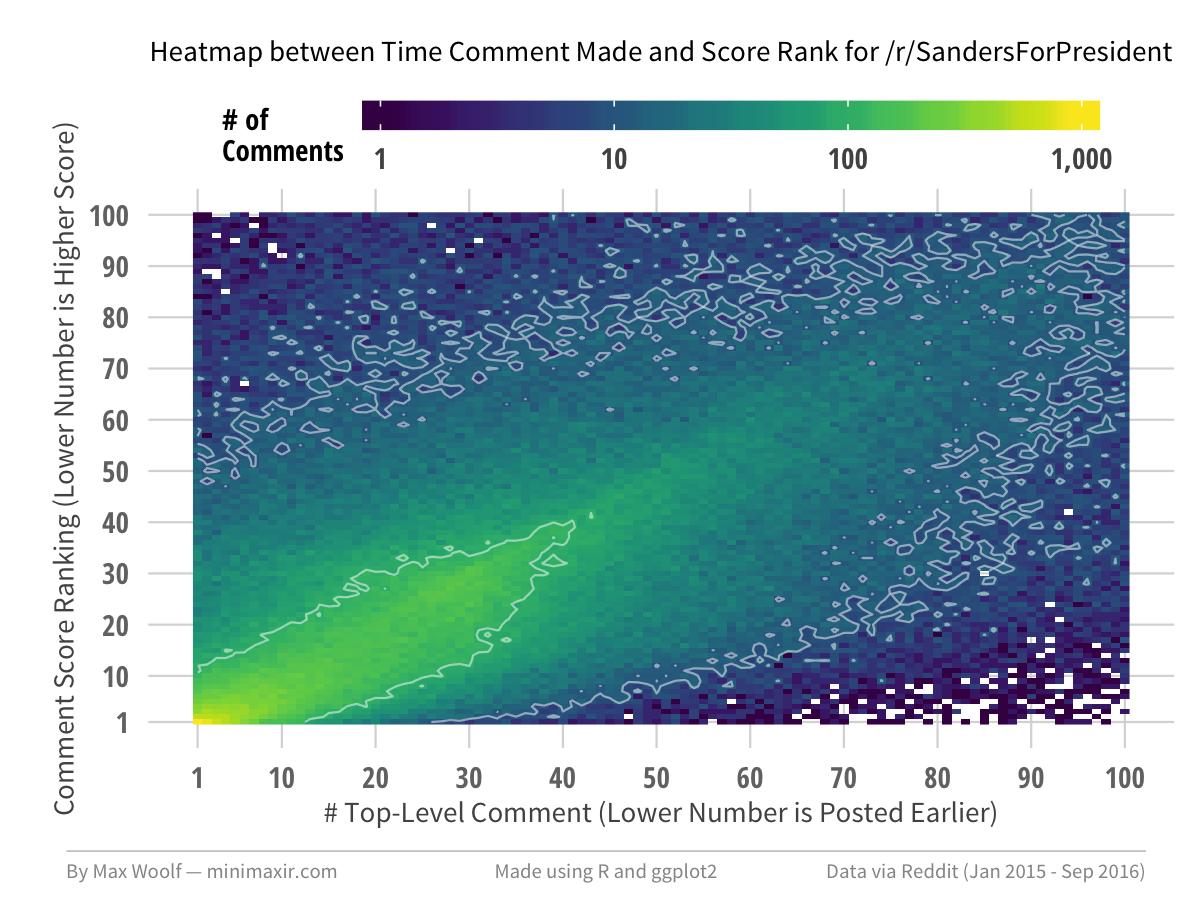 Heatmap between Time Comment Made and Score Rank for /r/SandersForPresident
# of
Comments
1 10 100 1,000
Comment Score Ranking (Lower Number is Higher Score)
100
90
80
70
60
50
40
30
20
10
1
1 10 20 30 40 50 60 70 80 90 100
# Top-Level Comment (Lower Number is Posted Earlier)
By Max Woolf — minimaxir.com Made using R and ggplot2 Data via Reddit (Jan 2015 - Sep 2016)